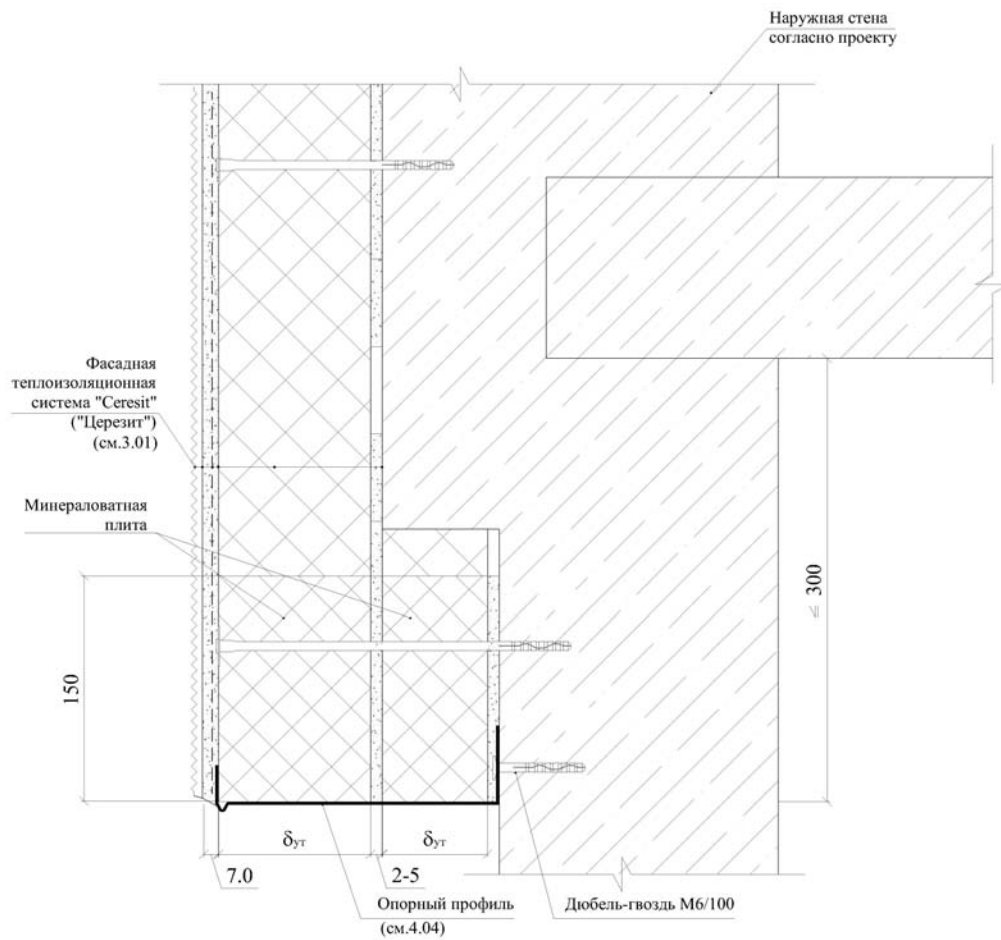 Наружная стена
согласно проекту
Фасадная
теплоизоляционная
система "Ceresit"
("Церезит")
(см.3.01)
Минераловатная
плита
≤ 300
150
δут
δут
7.0
2-5
Опорный профиль
(см.4.04)
Дюбель-гвоздь М6/100